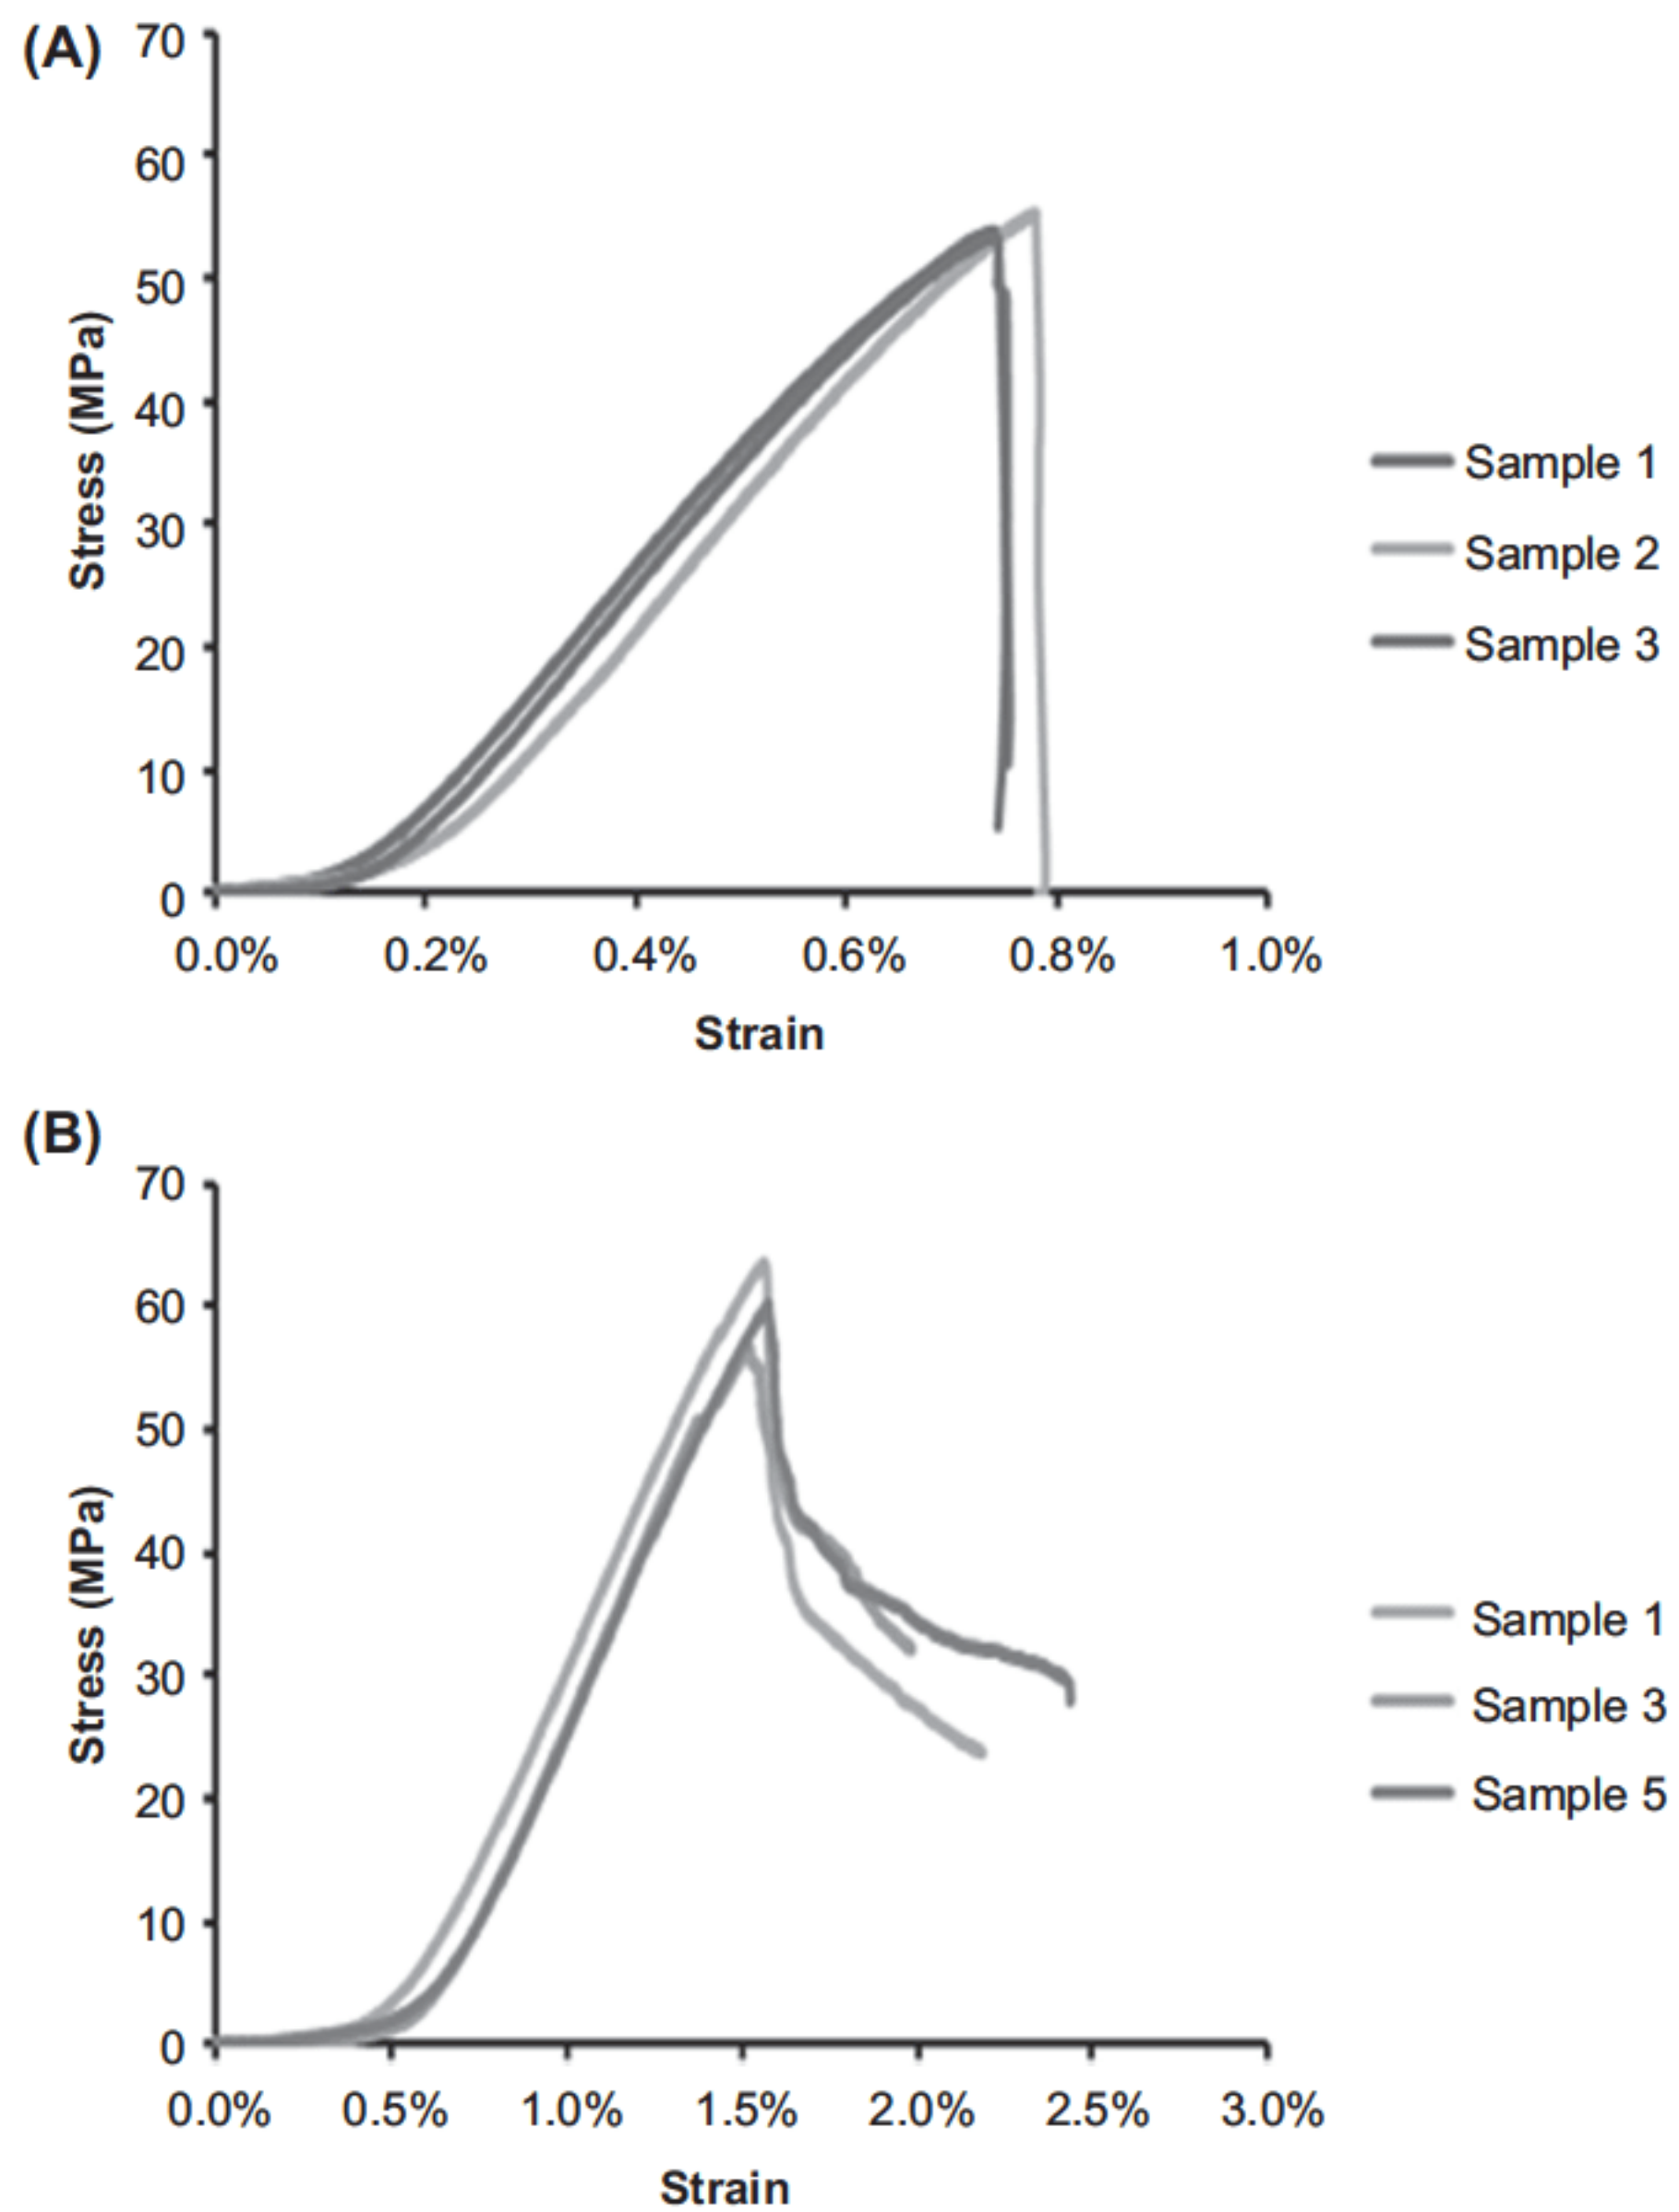 (A)
70
60
50
40
30
20
10
0
Stress (MPa)
0.0% 0.2% 0.4% 0.6% 0.8% 1.0%
Strain
Sample 1
Sample 2
Sample 3
(B)
70
60
50
40
30
20
10
0
Stress (MPa)
0.0% 0.5% 1.0% 1.5% 2.0% 2.5% 3.0%
Strain
Sample 1
Sample 3
Sample 5